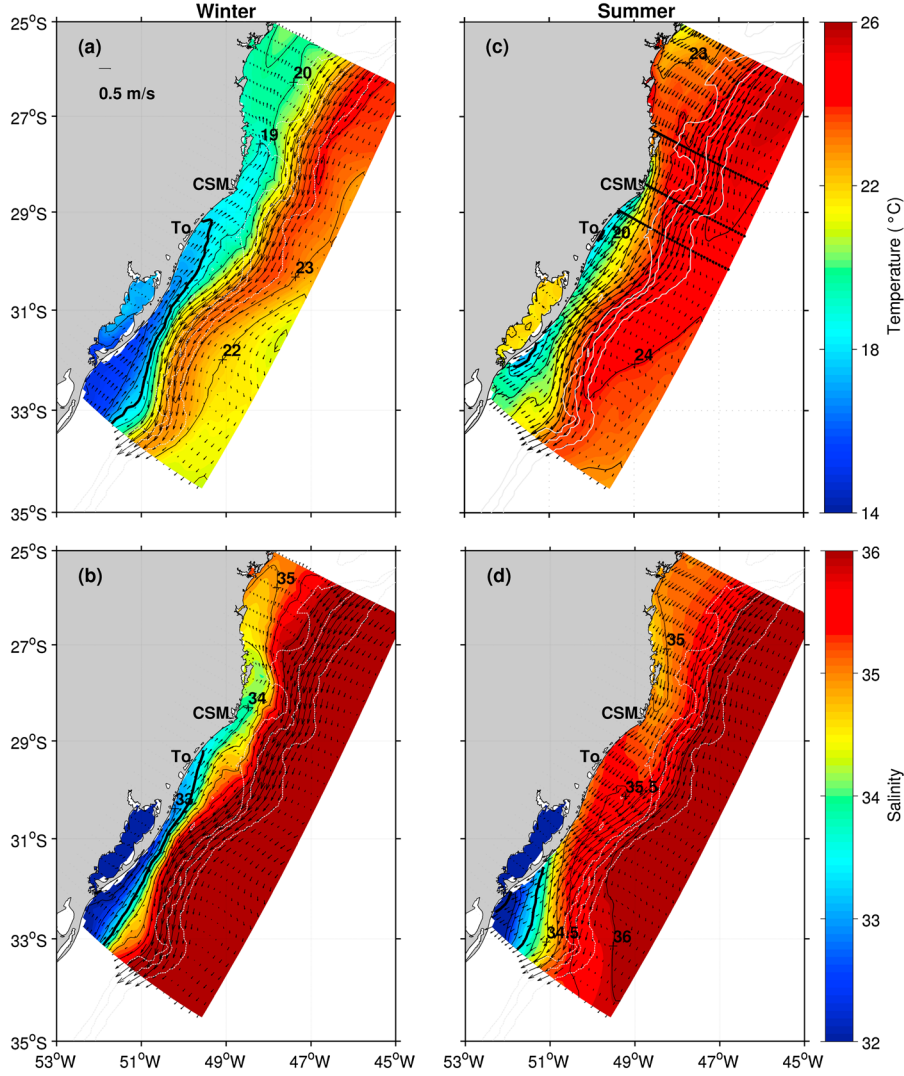 Winter
Summer
25°S
27°S
29°S
31°S
33°S
35°S
(a)
0.5 m/s
20
19
CSM
To
23
22
(c)
23
CSM
To
20
24
26
22
18
14
Temperature ( °C)
25°S
27°S
29°S
31°S
33°S
35°S
(b)
35
34
CSM
To
33
(d)
35
CSM
To
35.5
34.5
36
36
35
34
33
32
Salinity
53°W 51°W 49°W 47°W 45°W
53°W 51°W 49°W 47°W 45°W